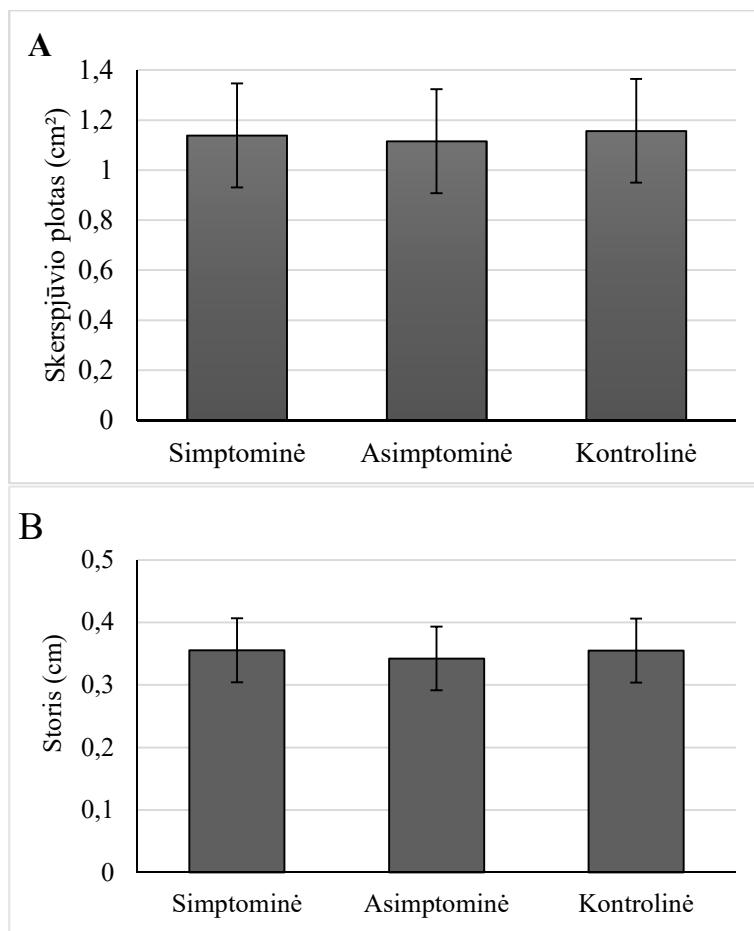 A
Skerspjūvio plotas (cm²)
1,4
1,2
1
0,8
0,6
0,4
0,2
0
Simptominė Asimptominė Kontrolinė
B
Storis (cm)
0,5
0,4
0,3
0,2
0,1
0
Simptominė Asimptominė Kontrolinė